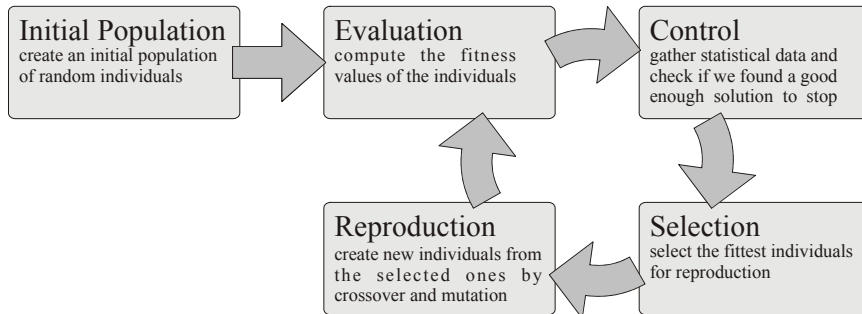 Initial Population
create an initial population
of random individuals
Evaluation
compute the fitness
values of the individuals
Control
gather statistical data and
check if we found a good
enough solution to stop
Reproduction
create new individuals from
the selected ones by
crossover and mutation
Selection
select the fittest individuals
for reproduction